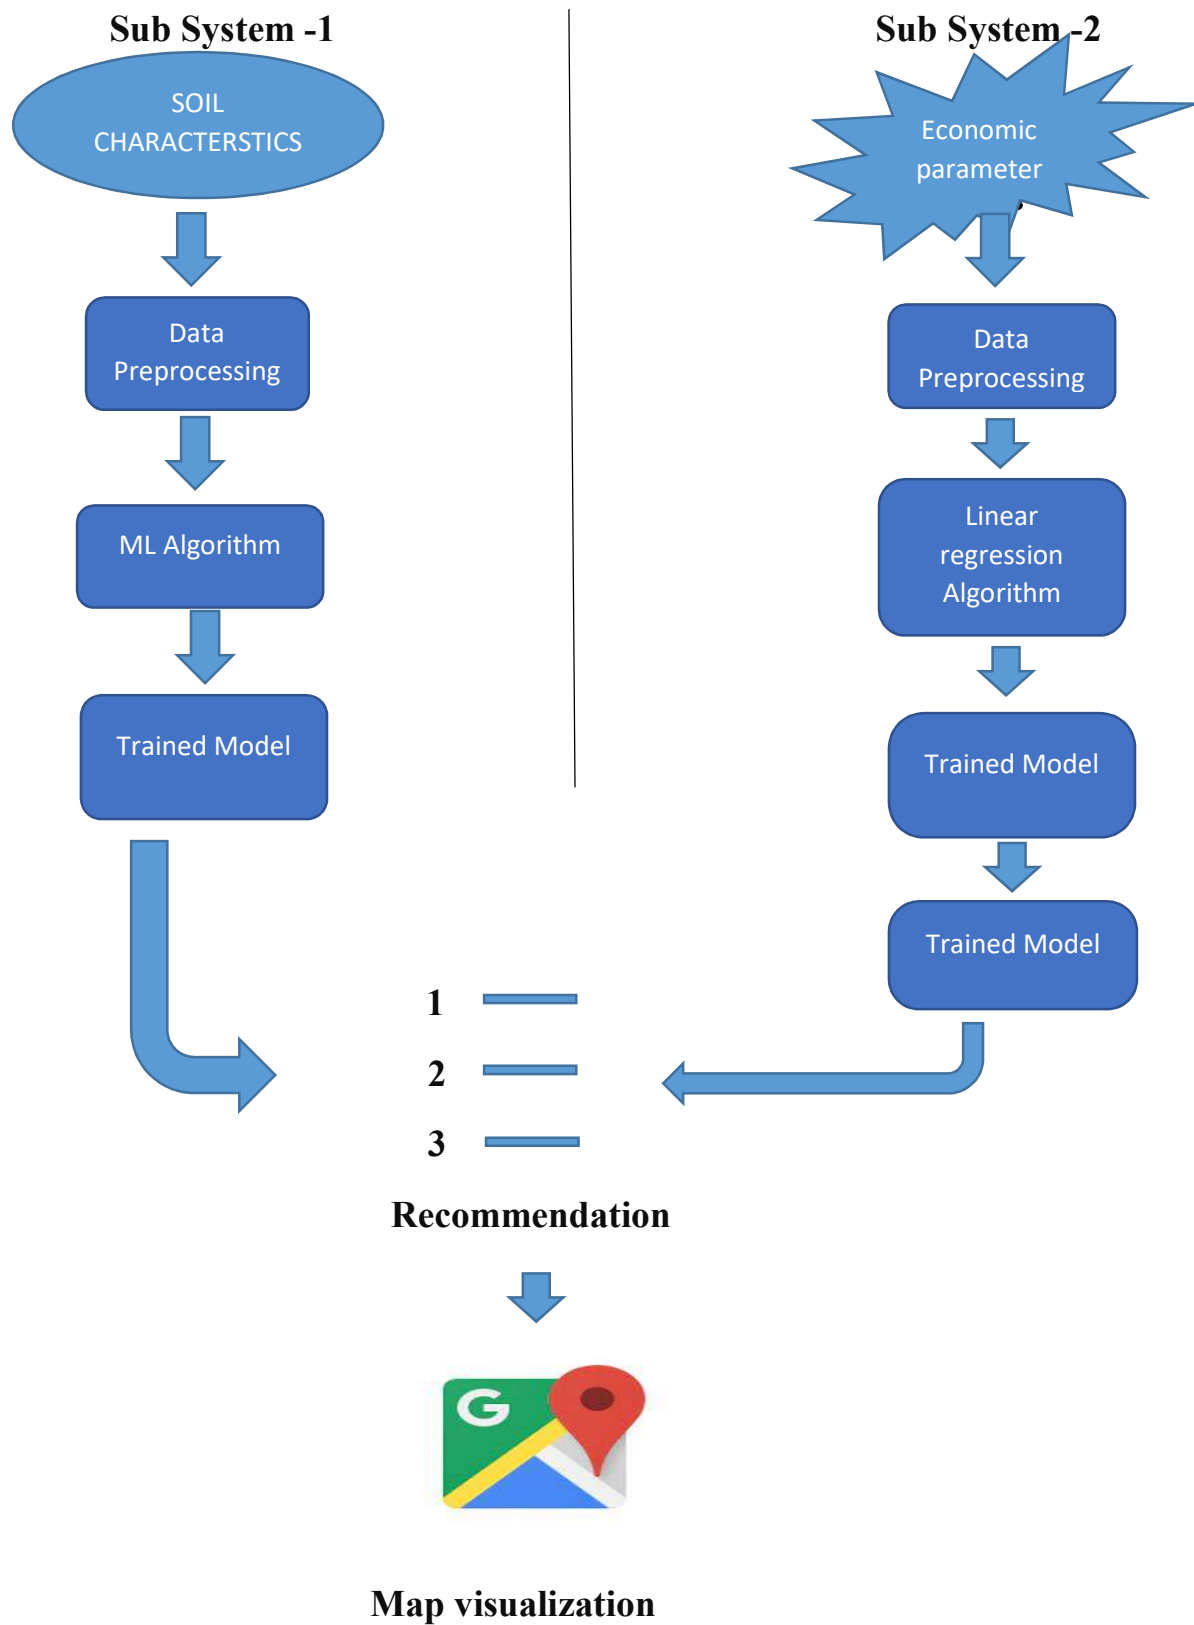 Sub System -1
SOIL
CHARACTERSTICS
Data
Preprocessing
ML Algorithm
Trained Model
Sub System -2
Economic
parameter
Data
Preprocessing
Linear
regression
Algorithm
Trained Model
Trained Model
1
2
3
Recommendation
G
Map visualization